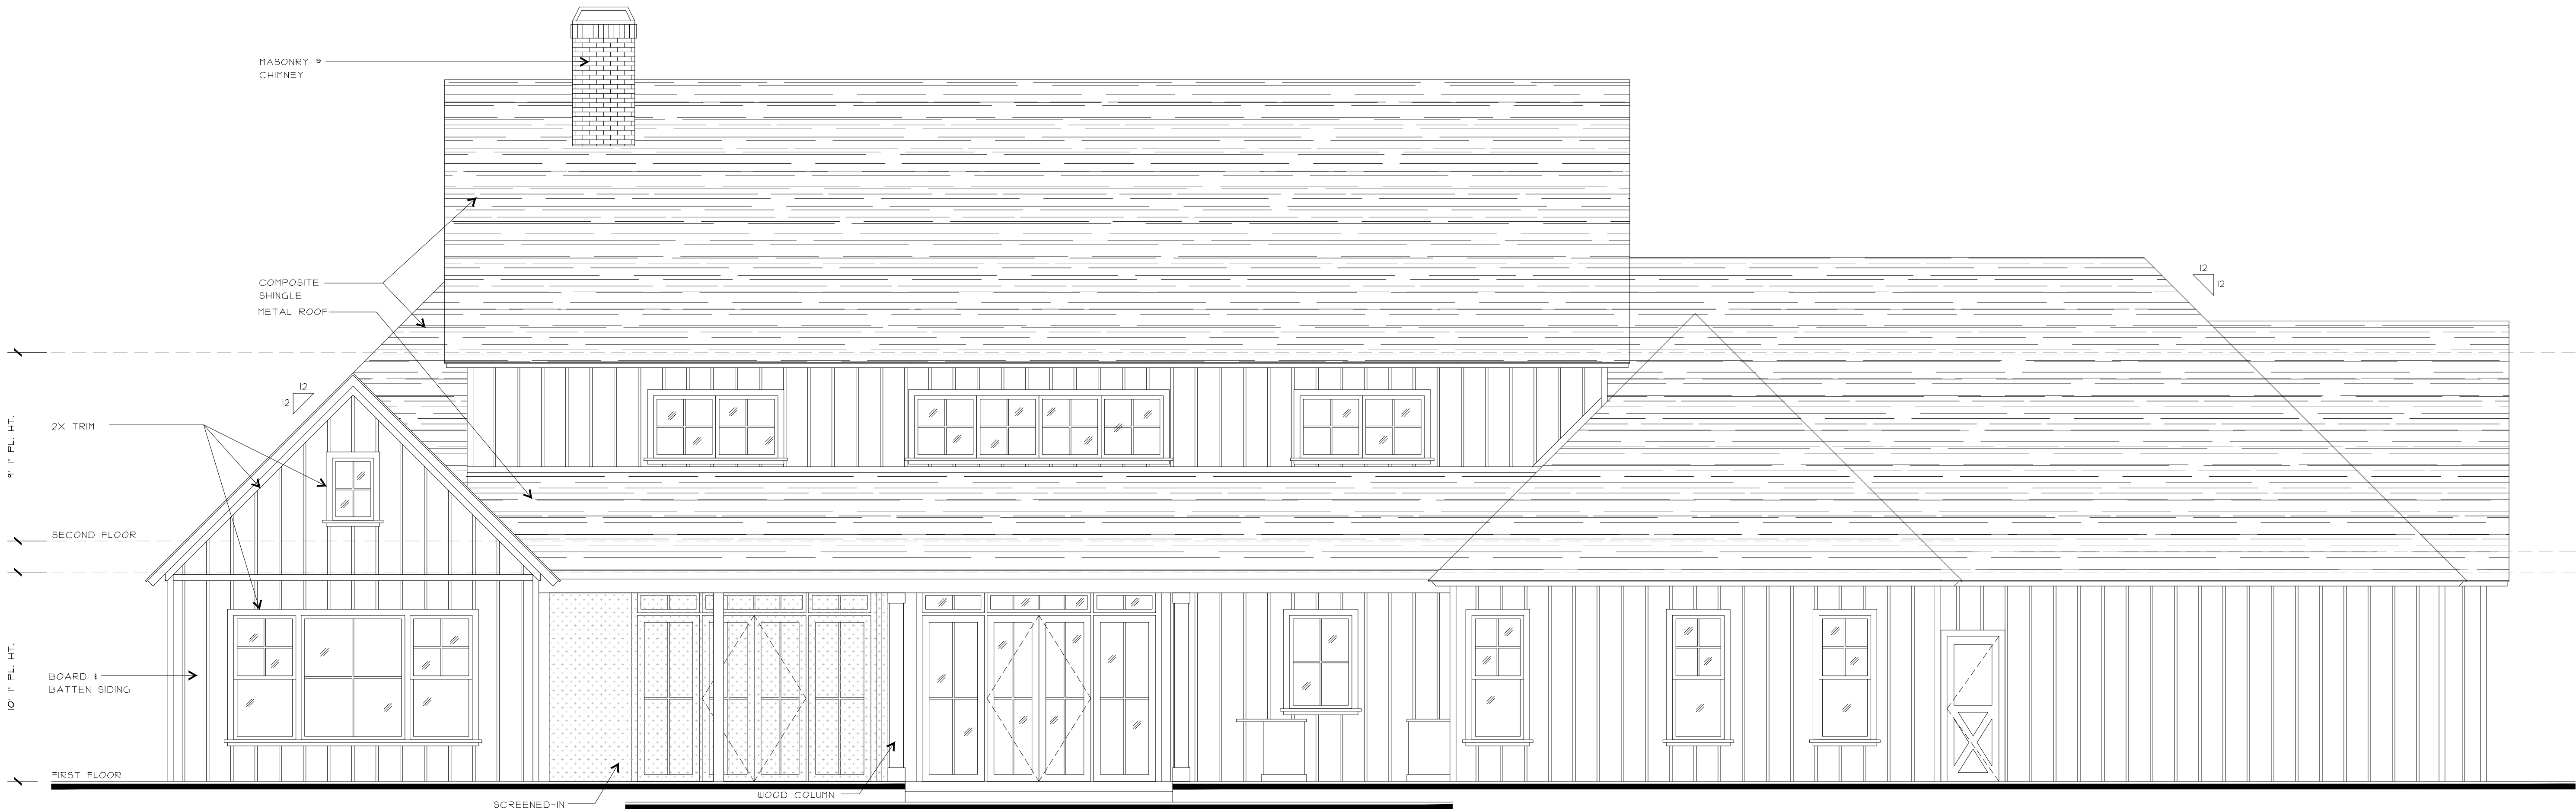 MASONRY @
CHIMNEY
COMPOSITE
SHINGLE
METAL ROOF
12
12
12
12
2X TRIM
9'-1" PL. HT.
SECOND FLOOR
10'-1" PL. HT.
BOARD &
BATTEN SIDING
FIRST FLOOR
WOOD COLUMN
SCREENED-IN